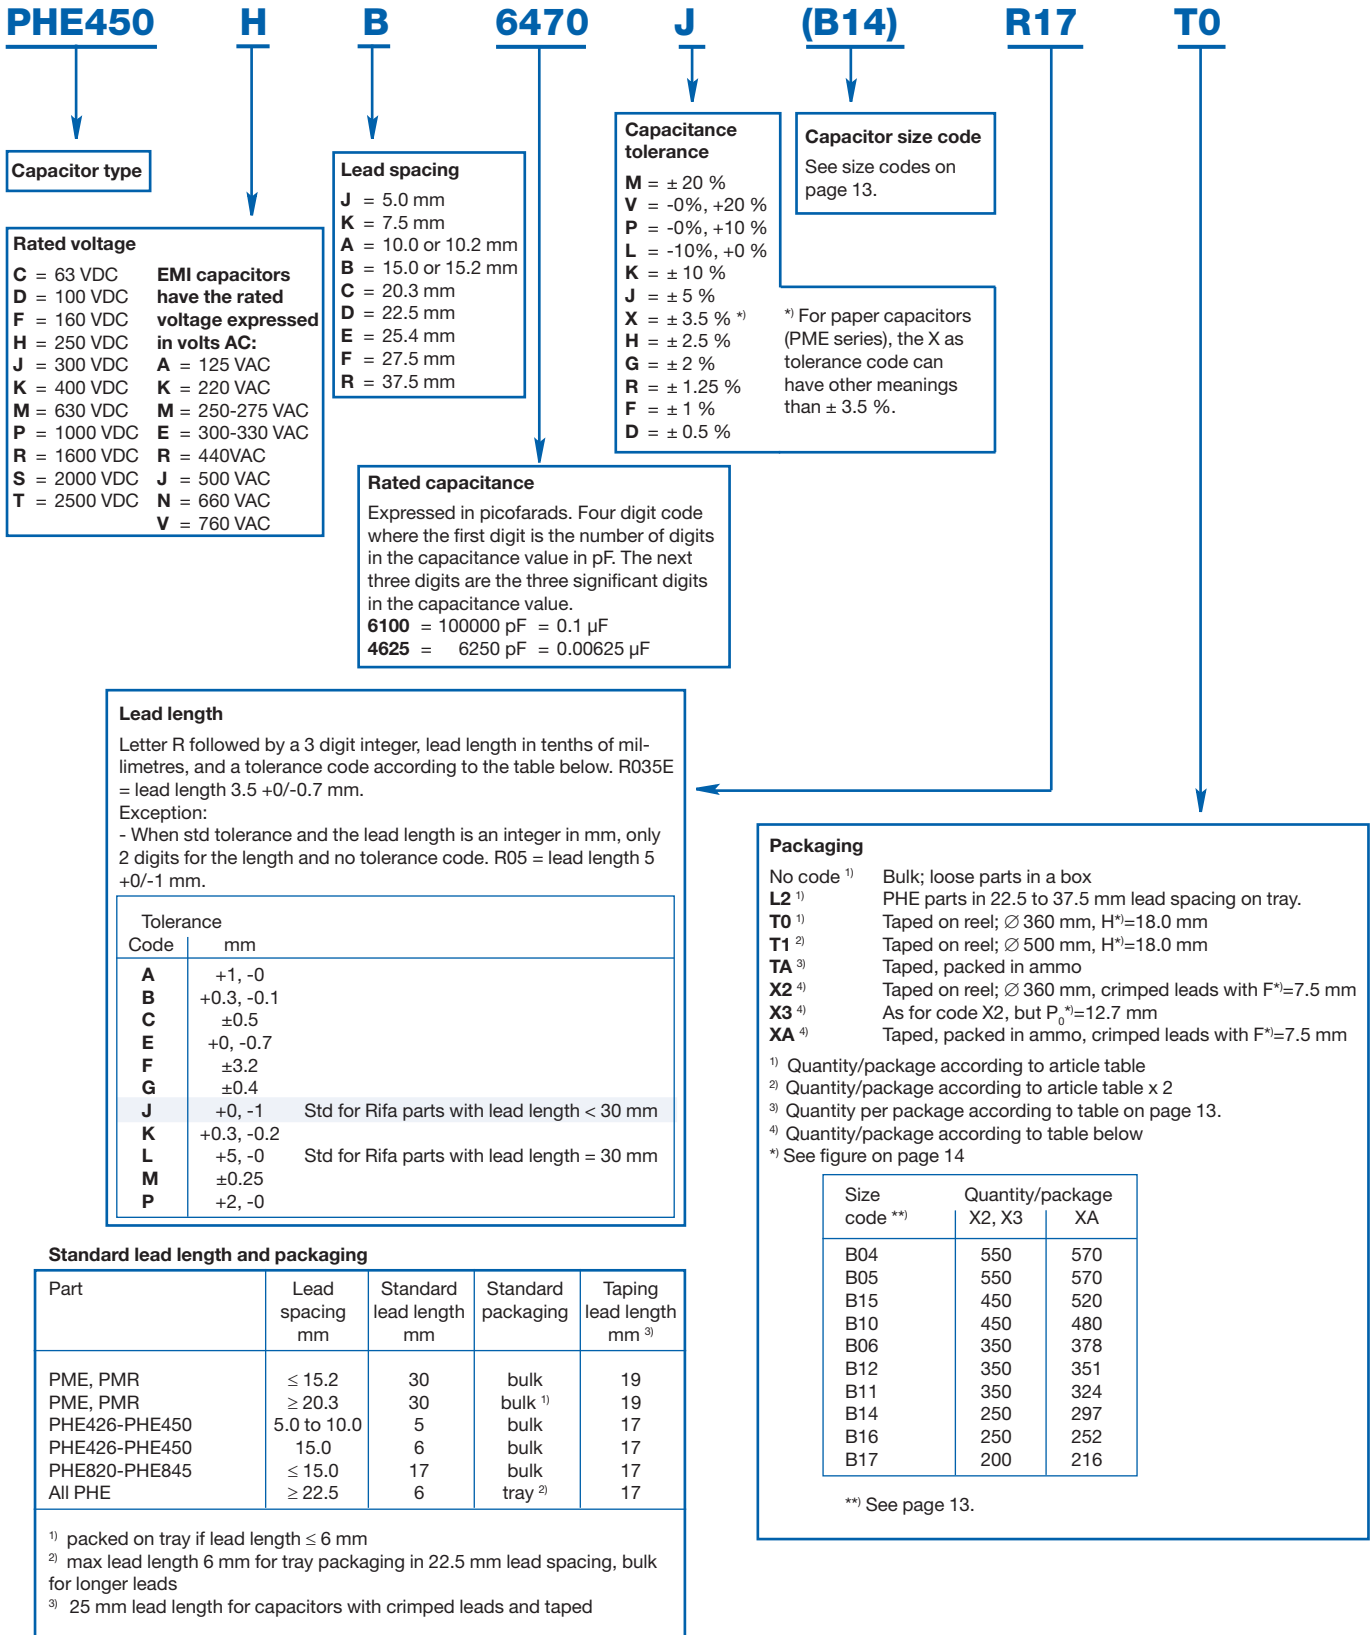 PHE450 H B 6470 J (B14) R17 T0
Capacitor type
Rated voltage
C = 63 VDC
D = 100 VDC
F = 160 VDC
H = 250 VDC
J = 300 VDC
K = 400 VDC
M = 630 VDC
P = 1000 VDC
R = 1600 VDC
S = 2000 VDC
T = 2500 VDC
EMI capacitors
have the rated
voltage expressed
in volts AC:
A = 125 VAC
K = 220 VAC
M = 250-275 VAC
E = 300-330 VAC
R = 440VAC
J = 500 VAC
N = 660 VAC
V = 760 VAC
Lead spacing
J = 5.0 mm
K = 7.5 mm
A = 10.0 or 10.2 mm
B = 15.0 or 15.2 mm
C = 20.3 mm
D = 22.5 mm
E = 25.4 mm
F = 27.5 mm
R = 37.5 mm
Capacitance
tolerance
M = ± 20 %
V = -0%, +20 %
P = -0%, +10 %
L = -10%, +0 %
K = ± 10 %
J = ± 5 %
X = ± 3.5 % *)
H = ± 2.5 %
G = ± 2 %
R = ± 1.25 %
F = ± 1 %
D = ± 0.5 %
*) For paper capacitors
(PME series), the X as
tolerance code can
have other meanings
than ± 3.5 %.
Capacitor size code
See size codes on
page 13.
Rated capacitance
Expressed in picofarads. Four digit code
where the first digit is the number of digits
in the capacitance value in pF. The next
three digits are the three significant digits
in the capacitance value.
6100 = 100000 pF = 0.1 µF
4625 = 6250 pF = 0.00625 µF
Lead length
Letter R followed by a 3 digit integer, lead length in tenths of mil-
limetres, and a tolerance code according to the table below. R035E
= lead length 3.5 +0/-0.7 mm.
Exception:
- When std tolerance and the lead length is an integer in mm, only
2 digits for the length and no tolerance code. R05 = lead length 5
+0/-1 mm.
Tolerance
Code mm
A +1, -0
B +0.3, -0.1
C ±0.5
E +0, -0.7
F ±3.2
G ±0.4
J +0, -1 Std for Rifa parts with lead length < 30 mm
K +0.3, -0.2
L +5, -0 Std for Rifa parts with lead length = 30 mm
M ±0.25
P +2, -0
Packaging
No code 1) Bulk; loose parts in a box
L2 1) PHE parts in 22.5 to 37.5 mm lead spacing on tray.
T0 1) Taped on reel; ∅ 360 mm, H*)=18.0 mm
T1 2) Taped on reel; ∅ 500 mm, H*)=18.0 mm
TA 3) Taped, packed in ammo
X2 4) Taped on reel; ∅ 360 mm, crimped leads with F*)=7.5 mm
X3 4) As for code X2, but P0*)=12.7 mm
XA 4) Taped, packed in ammo, crimped leads with F*)=7.5 mm
1) Quantity/package according to article table
2) Quantity/package according to article table x 2
3) Quantity per package according to table on page 13.
4) Quantity/package according to table below
*) See figure on page 14
Size Quantity/package
code **) X2, X3 XA
B04 550 570
B05 550 570
B15 450 520
B10 450 480
B06 350 378
B12 350 351
B11 350 324
B14 250 297
B16 250 252
B17 200 216
**) See page 13.
Standard lead length and packaging
Part Lead Standard Standard Taping
spacing lead length packaging lead length
mm mm mm 3)
PME, PMR ≤ 15.2 30 bulk 19
PME, PMR ≥ 20.3 30 bulk 1) 19
PHE426-PHE450 5.0 to 10.0 5 bulk 17
PHE426-PHE450 15.0 6 bulk 17
PHE820-PHE845 ≤ 15.0 17 bulk 17
All PHE ≥ 22.5 6 tray 2) 17
1) packed on tray if lead length ≤ 6 mm
2) max lead length 6 mm for tray packaging in 22.5 mm lead spacing, bulk
for longer leads
3) 25 mm lead length for capacitors with crimped leads and taped